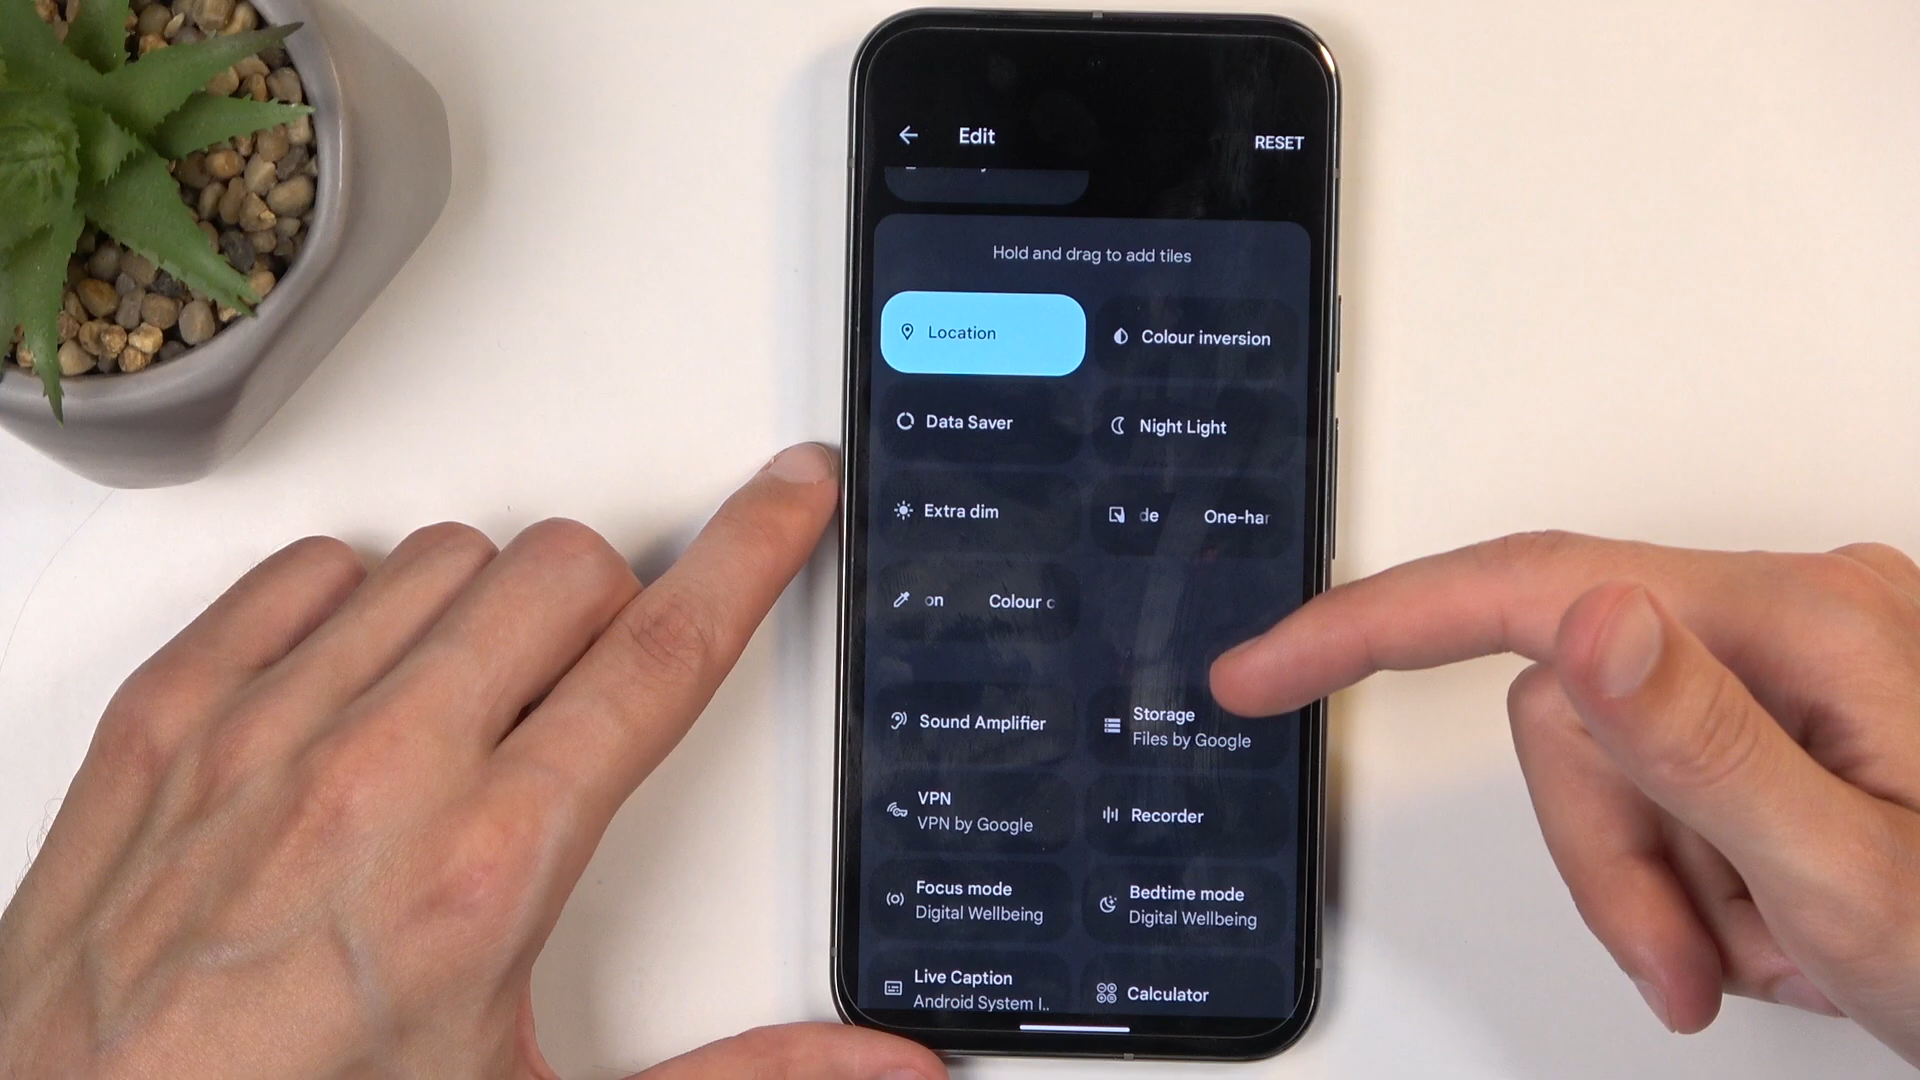 Edit
RESET
Hold and drag to add tiles
Location
Colour inversion
Data Saver
Night Light
Extra dim
de One-har
on Colour c
Sound Amplifier
Storage
Files by Google
VPN
VPN by Google
Recorder
Focus mode
Digital Wellbeing
Bedtime mode
Digital Wellbeing
Live Caption
Android System I..
Calculator